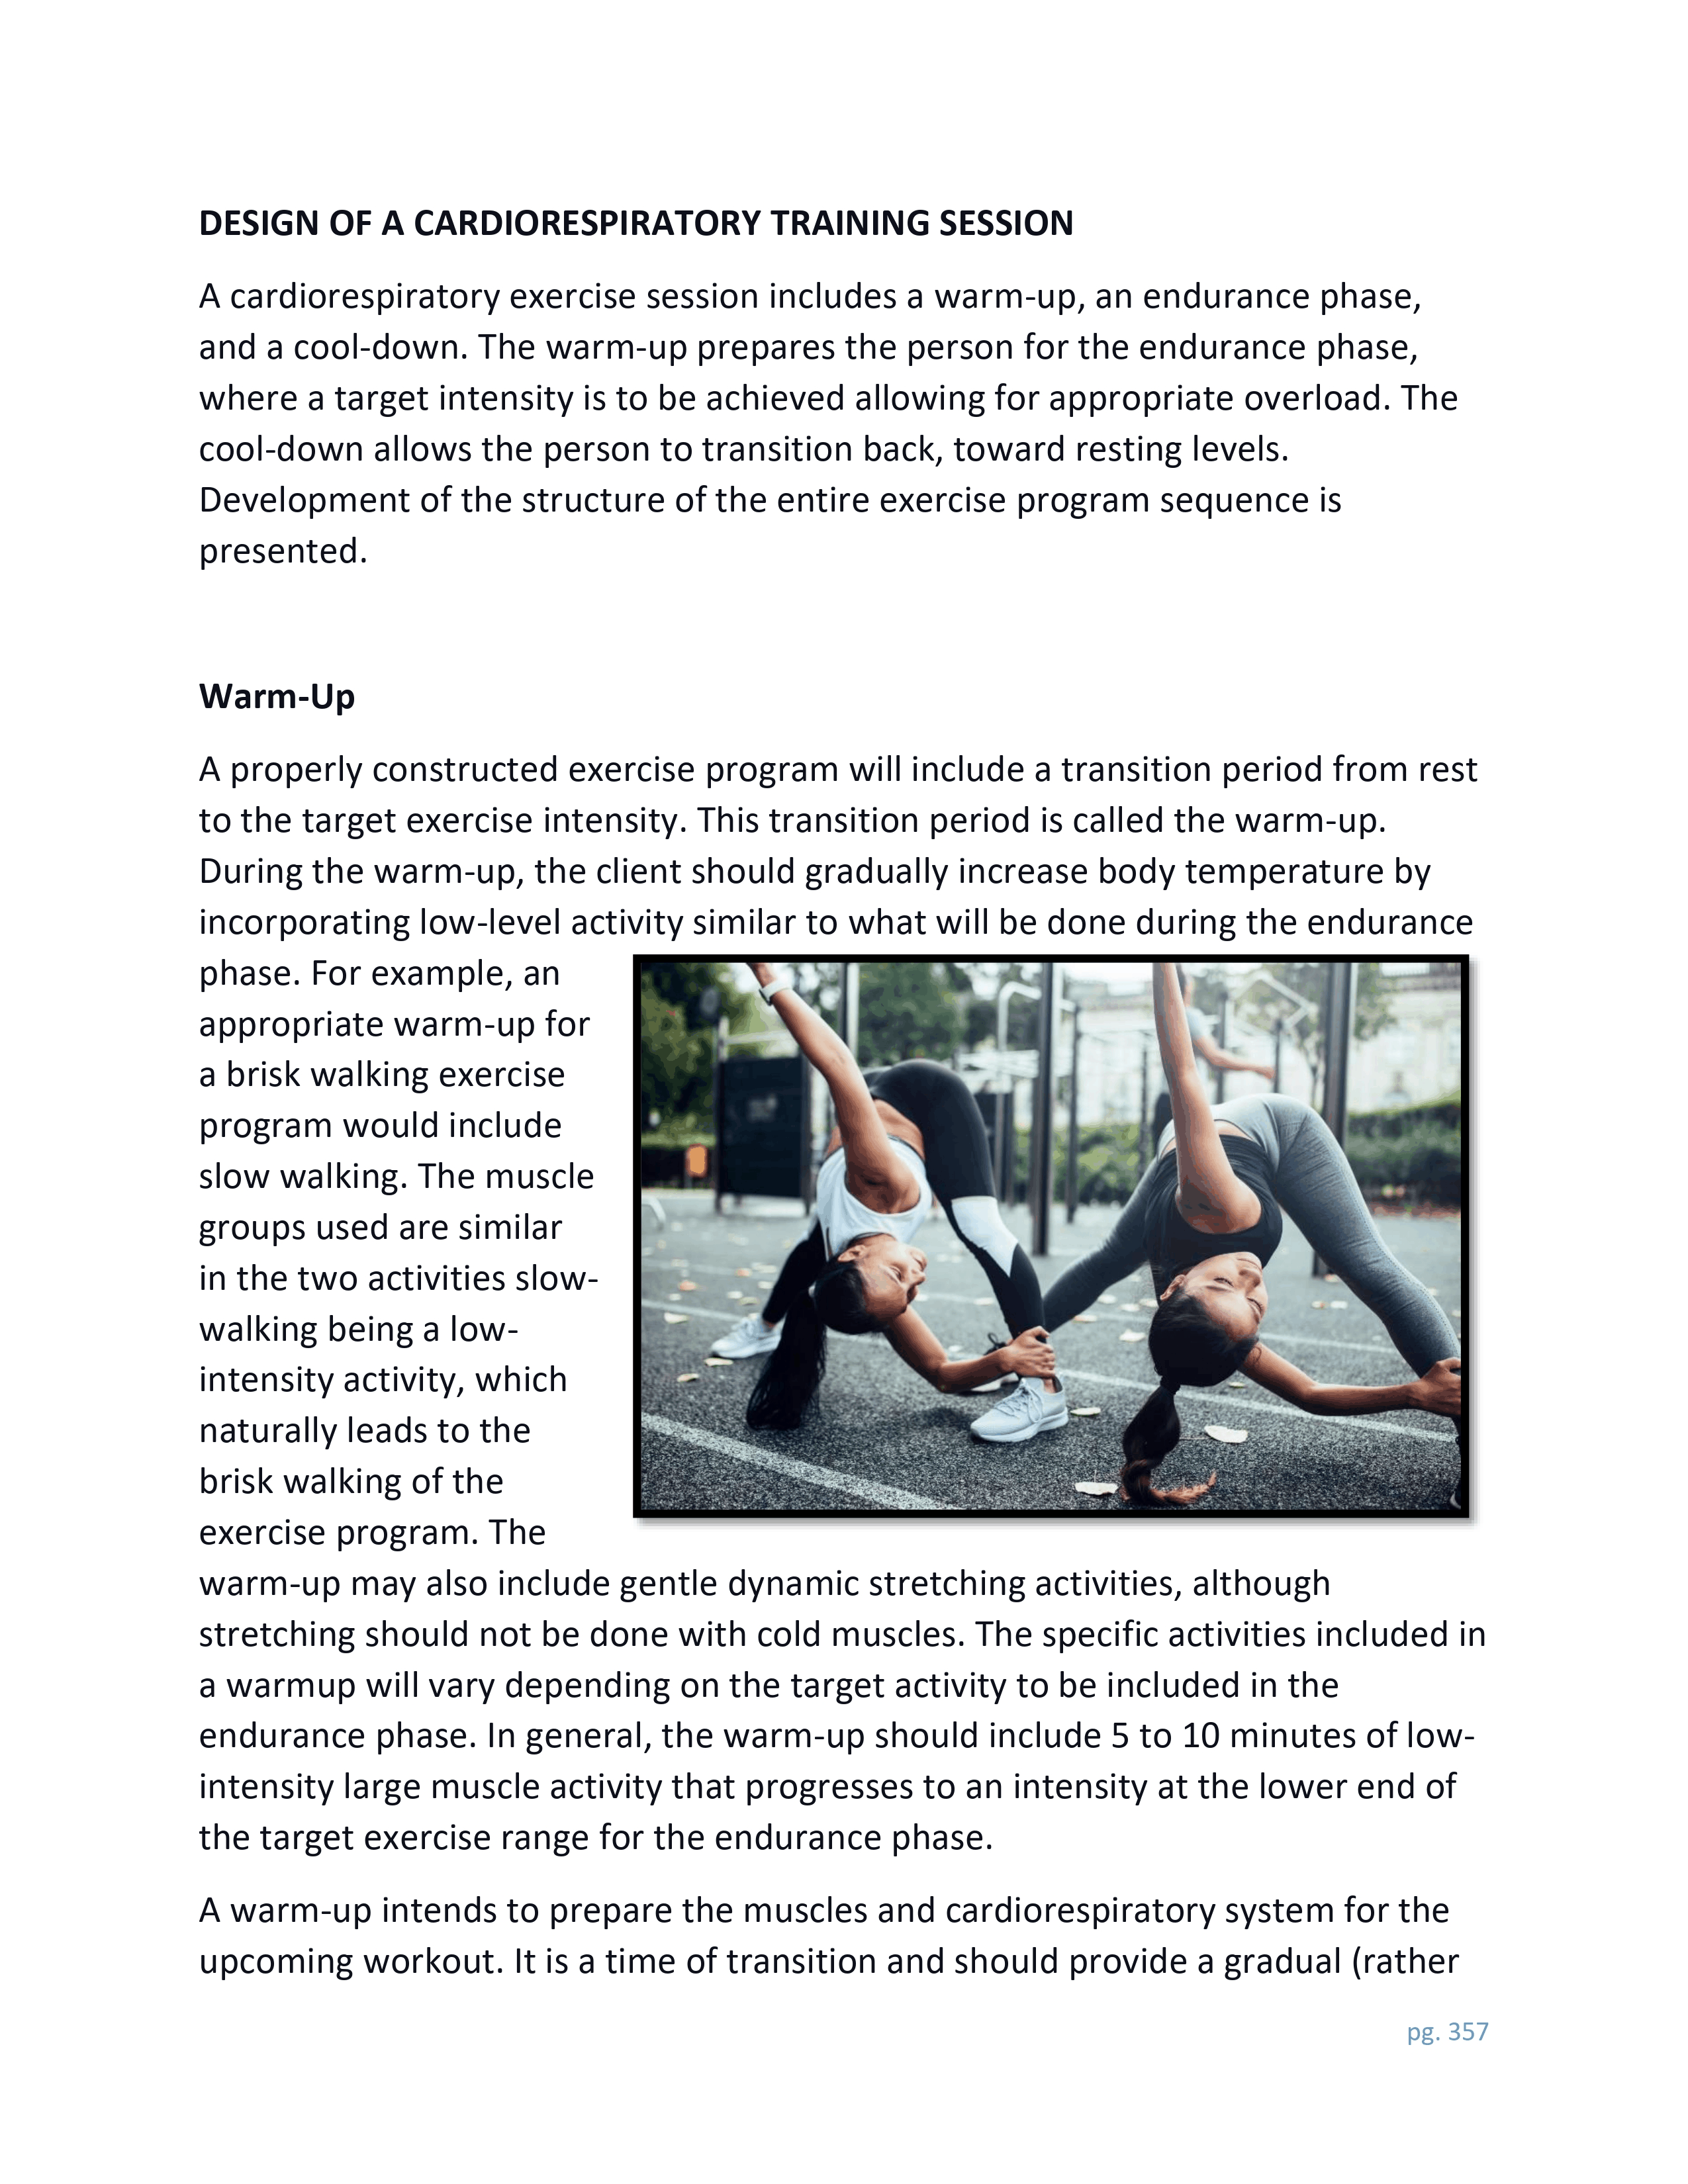 DESIGN OF A CARDIORESPIRATORY TRAINING SESSION
A cardiorespiratory exercise session includes a warm-up, an endurance phase,
and a cool-down. The warm-up prepares the person for the endurance phase,
where a target intensity is to be achieved allowing for appropriate overload. The
cool-down allows the person to transition back, toward resting levels.
Development of the structure of the entire exercise program sequence is
presented.
Warm-Up
A properly constructed exercise program will include a transition period from rest
to the target exercise intensity. This transition period is called the warm-up.
During the warm-up, the client should gradually increase body temperature by
incorporating low-level activity similar to what will be done during the endurance
phase. For example, an
appropriate warm-up for
a brisk walking exercise
program would include
slow walking. The muscle
groups used are similar
in the two activities slow-
walking being a low-
intensity activity, which
naturally leads to the
brisk walking of the
exercise program. The
warm-up may also include gentle dynamic stretching activities, although
stretching should not be done with cold muscles. The specific activities included in
a warmup will vary depending on the target activity to be included in the
endurance phase. In general, the warm-up should include 5 to 10 minutes of low-
intensity large muscle activity that progresses to an intensity at the lower end of
the target exercise range for the endurance phase.
A warm-up intends to prepare the muscles and cardiorespiratory system for the
upcoming workout. It is a time of transition and should provide a gradual (rather
pg. 357